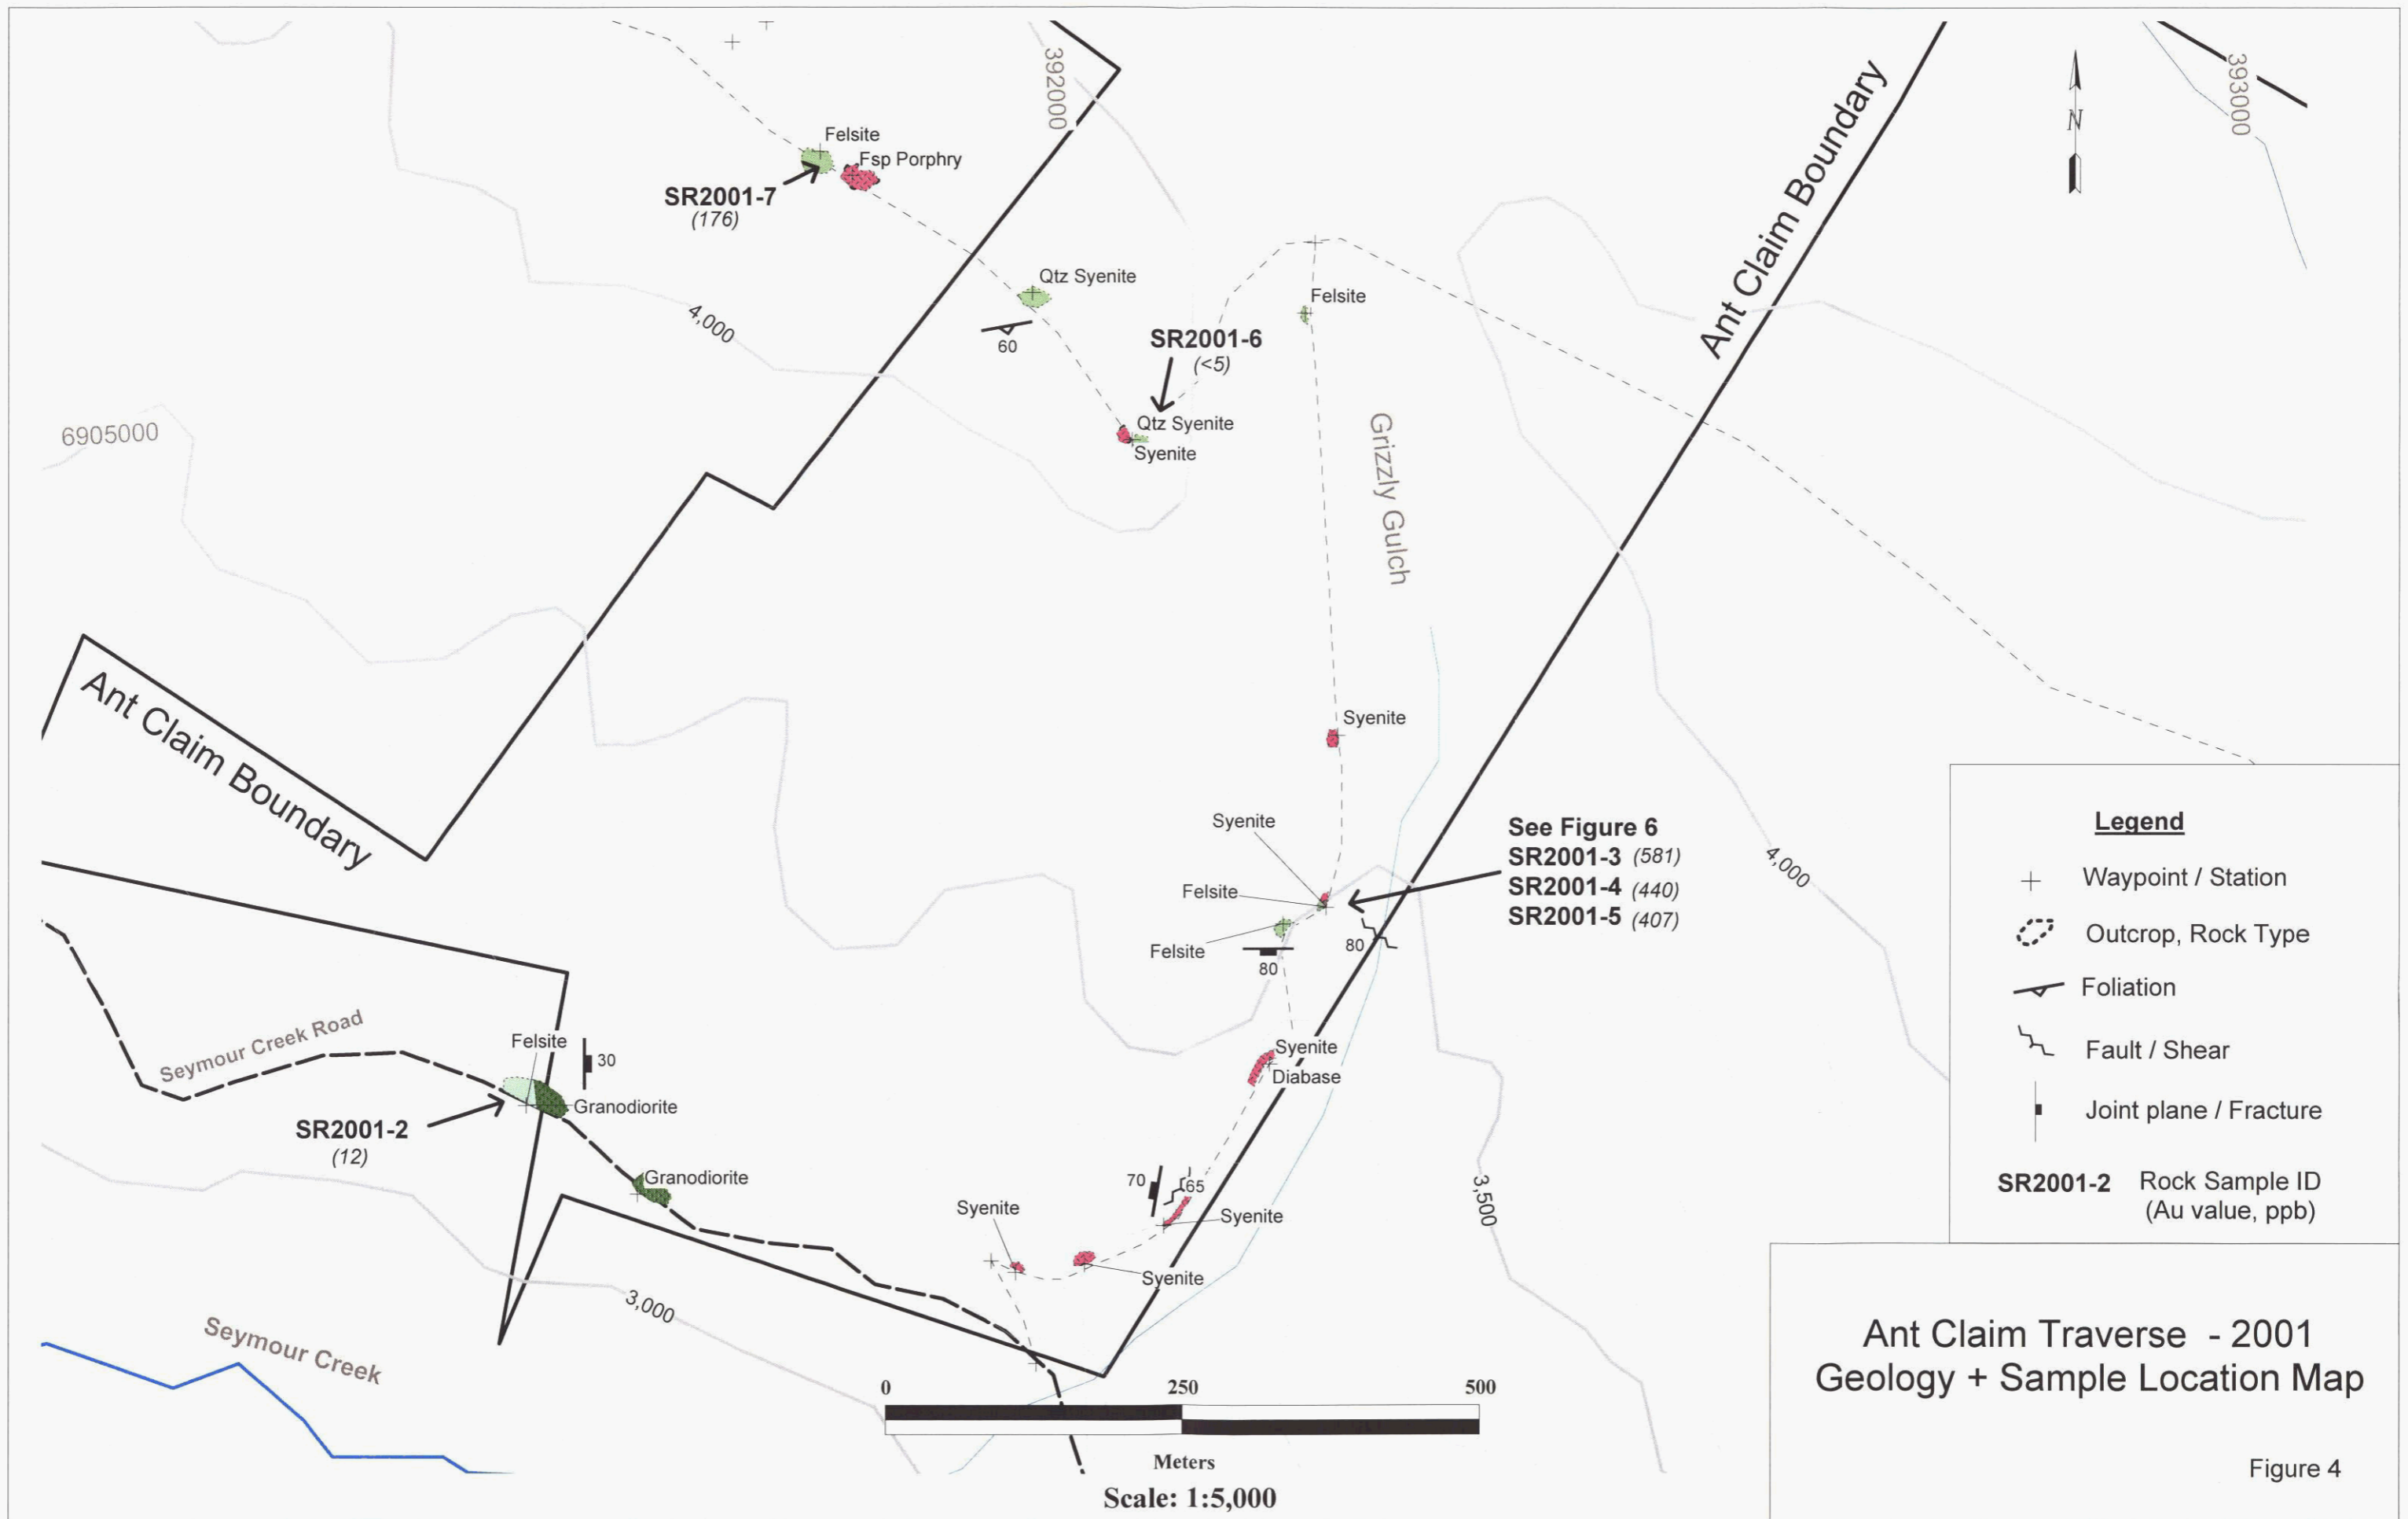 392000
393000
N
Ant Claim Boundary
Felsite
Fsp Porphry
SR2001-7
(176)
Qtz Syenite
60
4,000
SR2001-6
(<5)
Felsite
Qtz Syenite
Syenite
6905000
Grizzly Gulch
Ant Claim Boundary
Syenite
Syenite
Felsite
Felsite
80
80
See Figure 6
SR2001-3 (581)
SR2001-4 (440)
SR2001-5 (407)
4,000
Seymour Creek Road
Felsite
30
Granodiorite
SR2001-2
(12)
Granodiorite
Syenite
Diabase
70
65
Syenite
Syenite
Syenite
3,500
3,000
Seymour Creek
0 250 500
Meters
Scale: 1:5,000
Legend
Waypoint / Station
Outcrop, Rock Type
Foliation
Fault / Shear
Joint plane / Fracture
SR2001-2 Rock Sample ID
(Au value, ppb)
Ant Claim Traverse - 2001
Geology + Sample Location Map
Figure 4